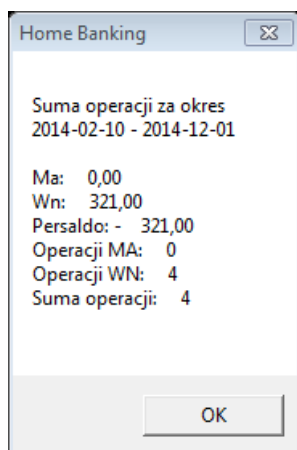 Home Banking
Suma operacji za okres
2014-02-10 - 2014-12-01
Ma: 0,00
Wn: 321,00
Persaldo: - 321,00
Operacji MA: 0
Operacji WN: 4
Suma operacji: 4
OK